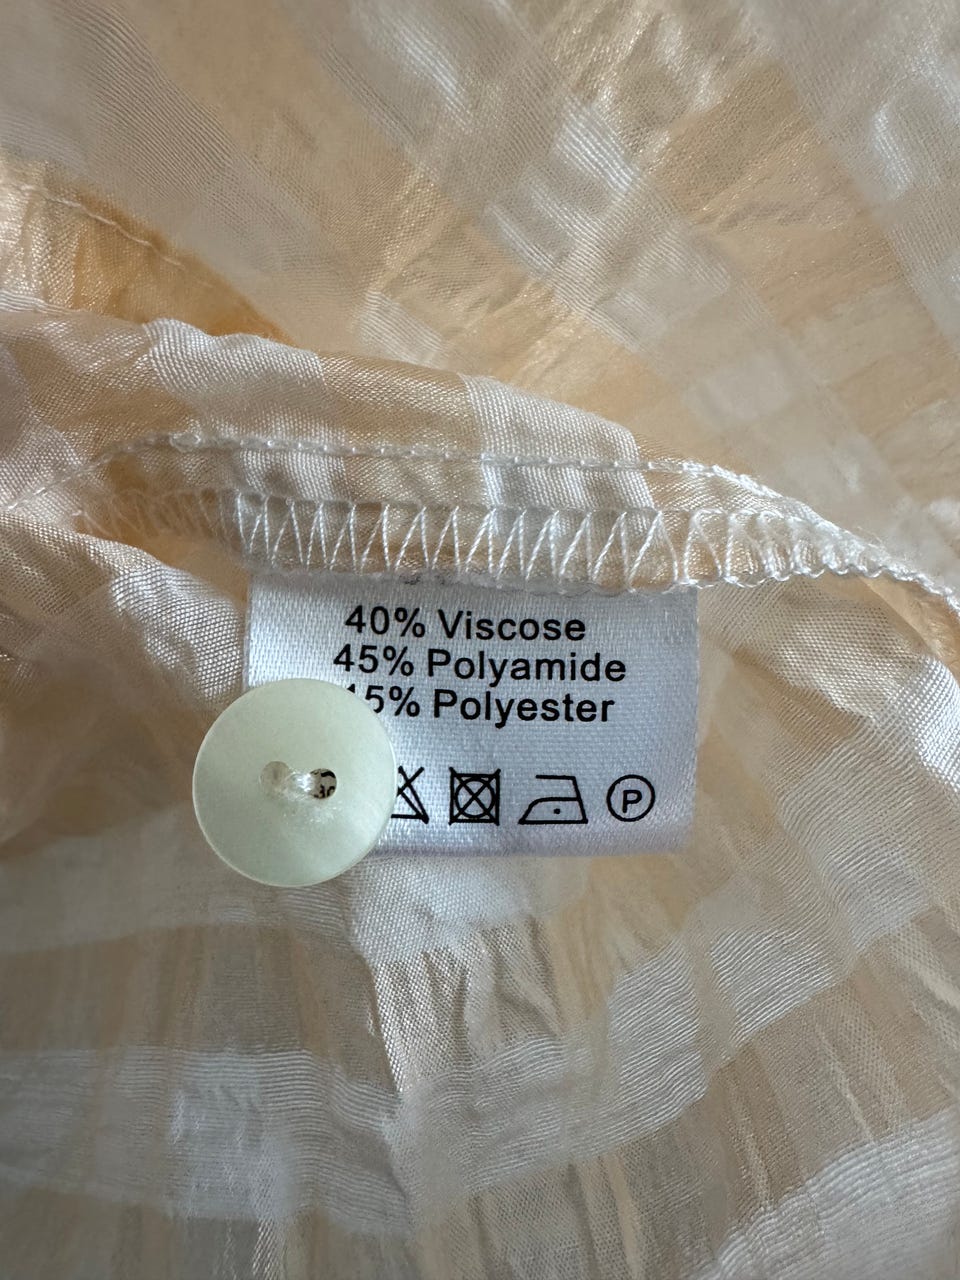 40% Viscose
45% Polyamide
15% Polyester
P